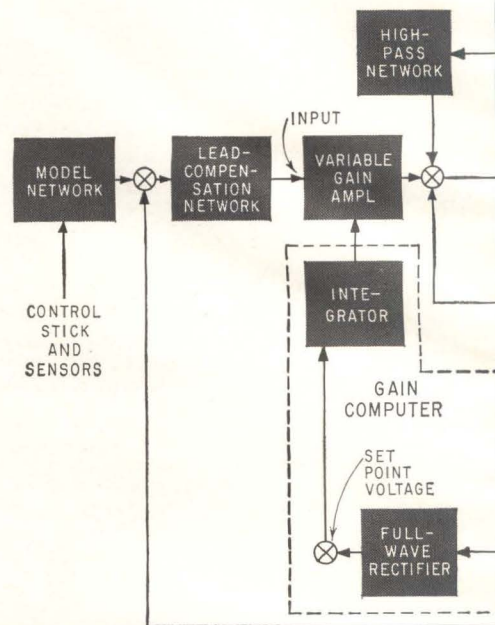 HIGH-
PASS
NETWORK
INPUT
MODEL
NETWORK
LEAD-
COMPEN-
SATION
NETWORK
VARIABLE
GAIN
AMPL
CONTROL
STICK
AND
SENSORS
INTE-
GRATOR
GAIN
COMPUTER
SET
POINT
VOLTAGE
FULL-
WAVE
RECTIFIER